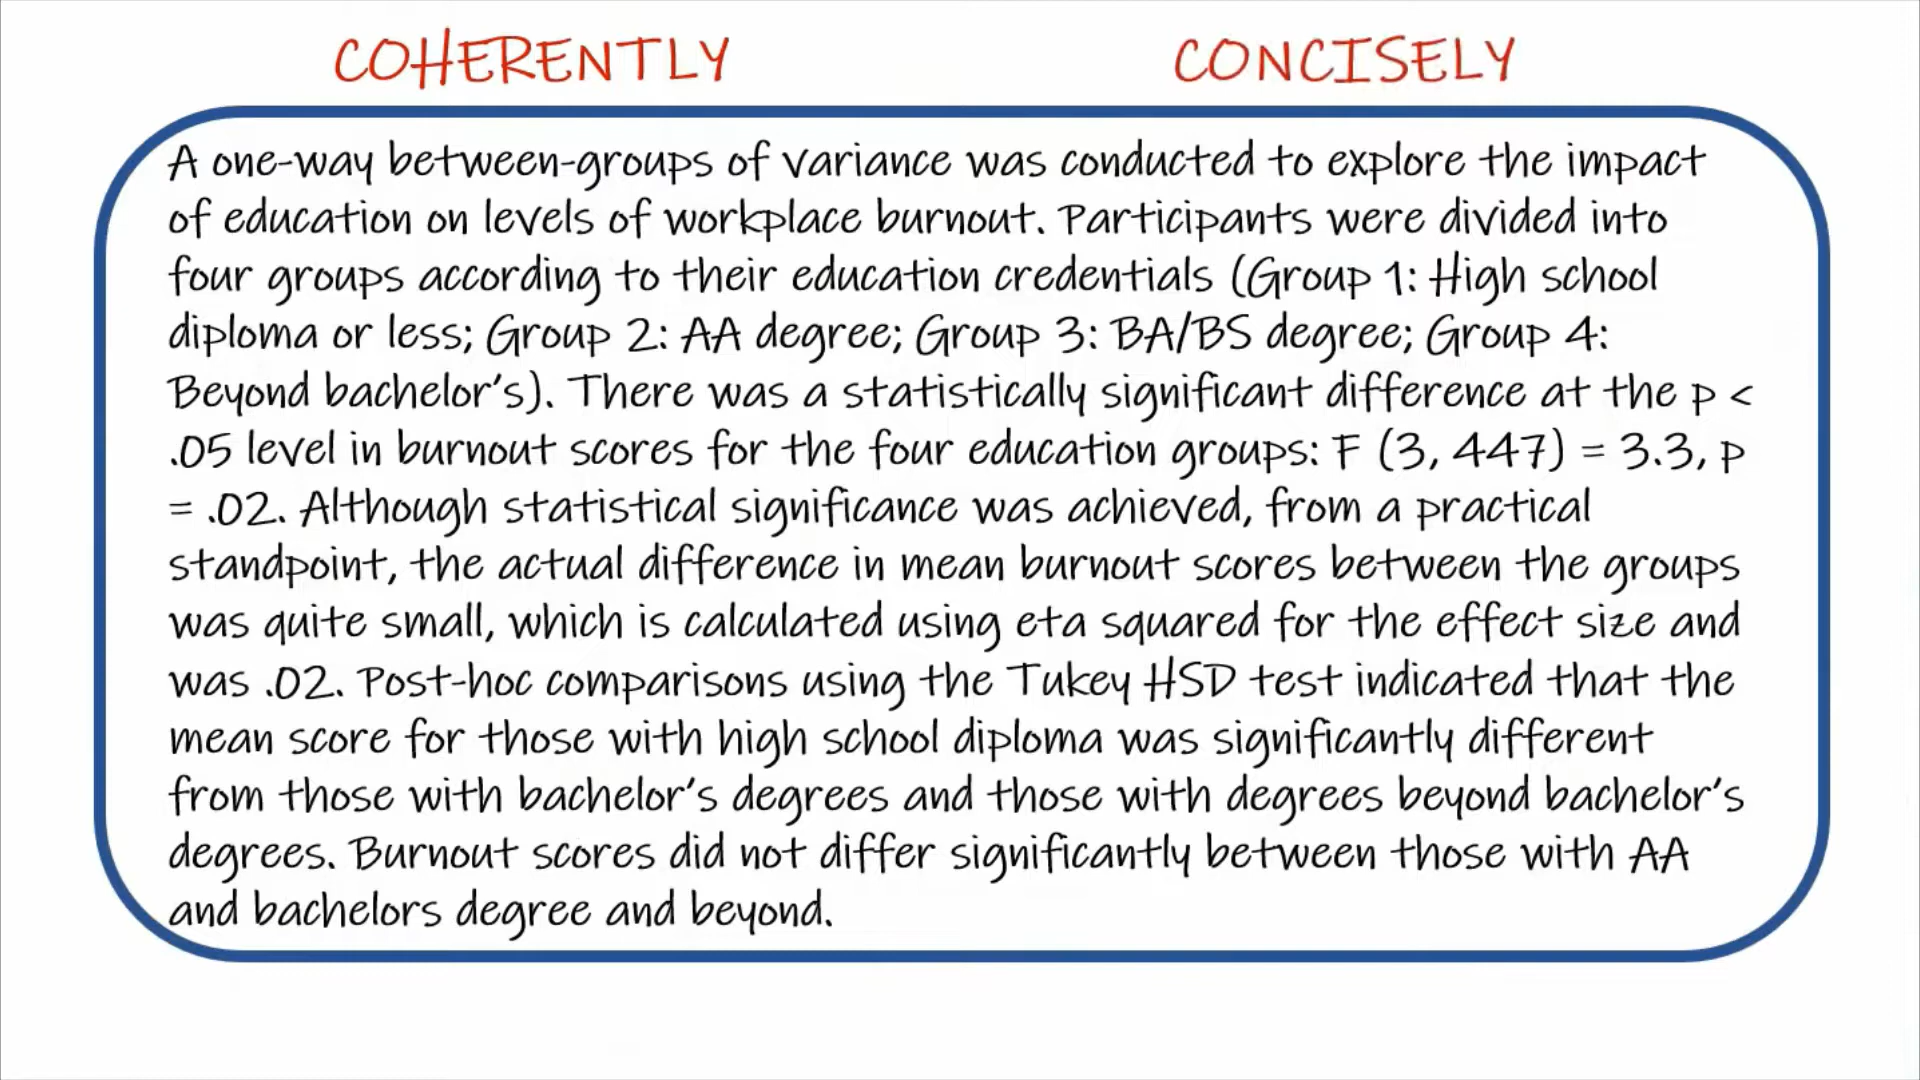 COHERENTLY CONCISELY
A one-way between-groups of variance was conducted to explore the impact
of education on levels of workplace burnout. Participants were divided into
four groups according to their education credentials (Group 1: High school
diploma or less; Group 2: AA degree; Group 3: BA/BS degree; Group 4:
Beyond bachelor's). There was a statistically significant difference at the p <
.05 level in burnout scores for the four education groups: F (3, 447) = 3.3, p
= .02. Although statistical significance was achieved, from a practical
standpoint, the actual difference in mean burnout scores between the groups
was quite small, which is calculated using eta squared for the effect size and
was .02. Post-hoc comparisons using the Tukey HSD test indicated that the
mean score for those with high school diploma was significantly different
from those with bachelor's degrees and those with degrees beyond bachelor's
degrees. Burnout scores did not differ significantly between those with AA
and bachelors degree and beyond.